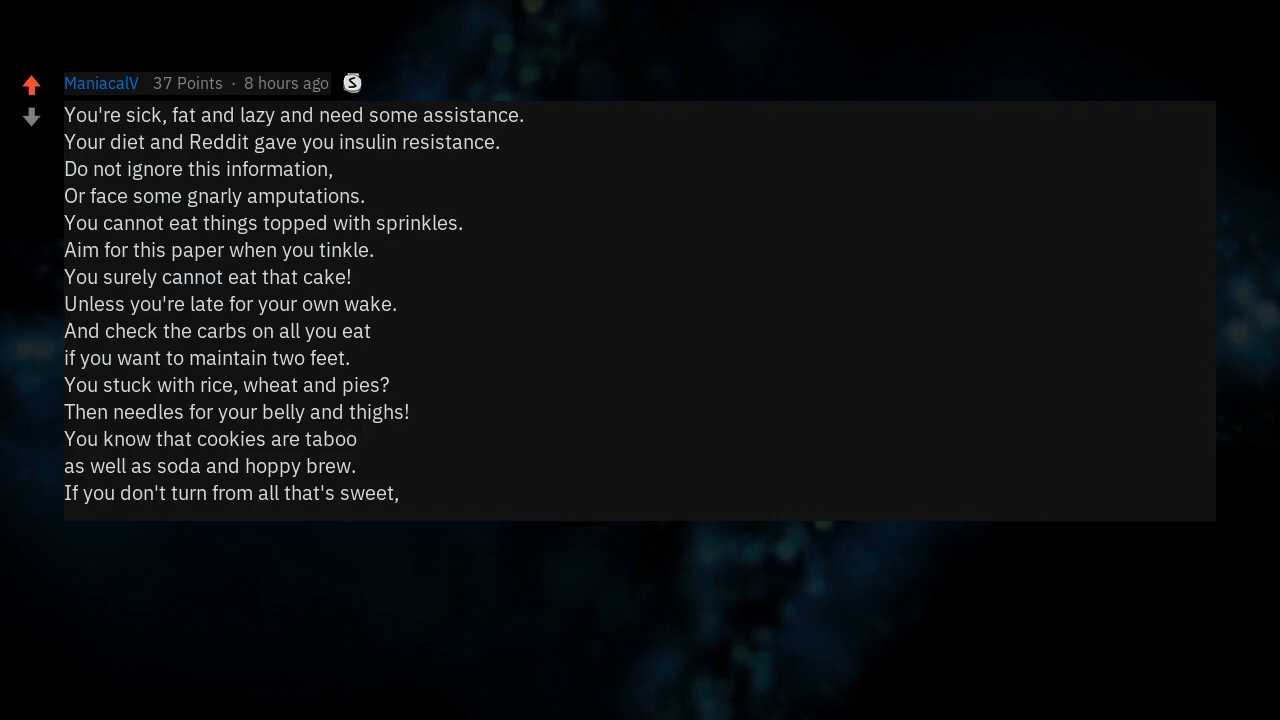 ManiacalV 37 Points · 8 hours ago
You're sick, fat and lazy and need some assistance.
Your diet and Reddit gave you insulin resistance.
Do not ignore this information,
Or face some gnarly amputations.
You cannot eat things topped with sprinkles.
Aim for this paper when you tinkle.
You surely cannot eat that cake!
Unless you're late for your own wake.
And check the carbs on all you eat
if you want to maintain two feet.
You stuck with rice, wheat and pies?
Then needles for your belly and thighs!
You know that cookies are taboo
as well as soda and hoppy brew.
If you don't turn from all that's sweet,